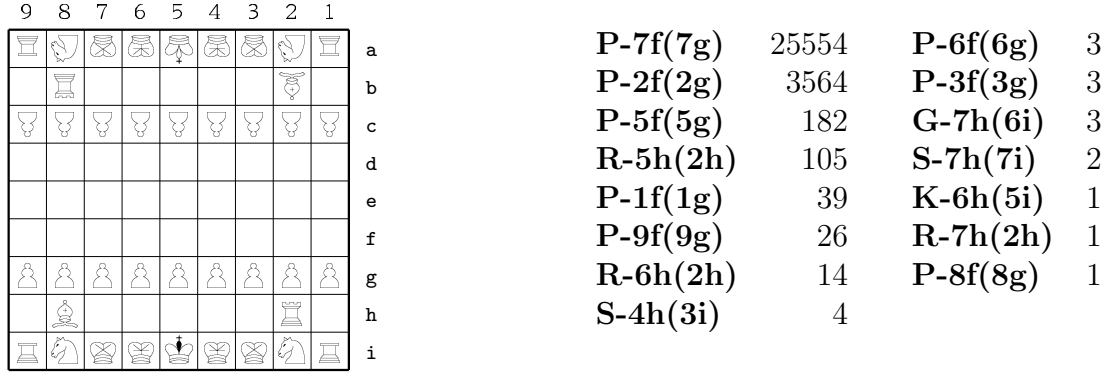 9 8 7 6 5 4 3 2 1
a
b
c
d
e
f
g
h
i
P-7f(7g) 25554 P-6f(6g) 3
P-2f(2g) 3564 P-3f(3g) 3
P-5f(5g) 182 G-7h(6i) 3
R-5h(2h) 105 S-7h(7i) 2
P-1f(1g) 39 K-6h(5i) 1
P-9f(9g) 26 R-7h(2h) 1
R-6h(2h) 14 P-8f(8g) 1
S-4h(3i) 4